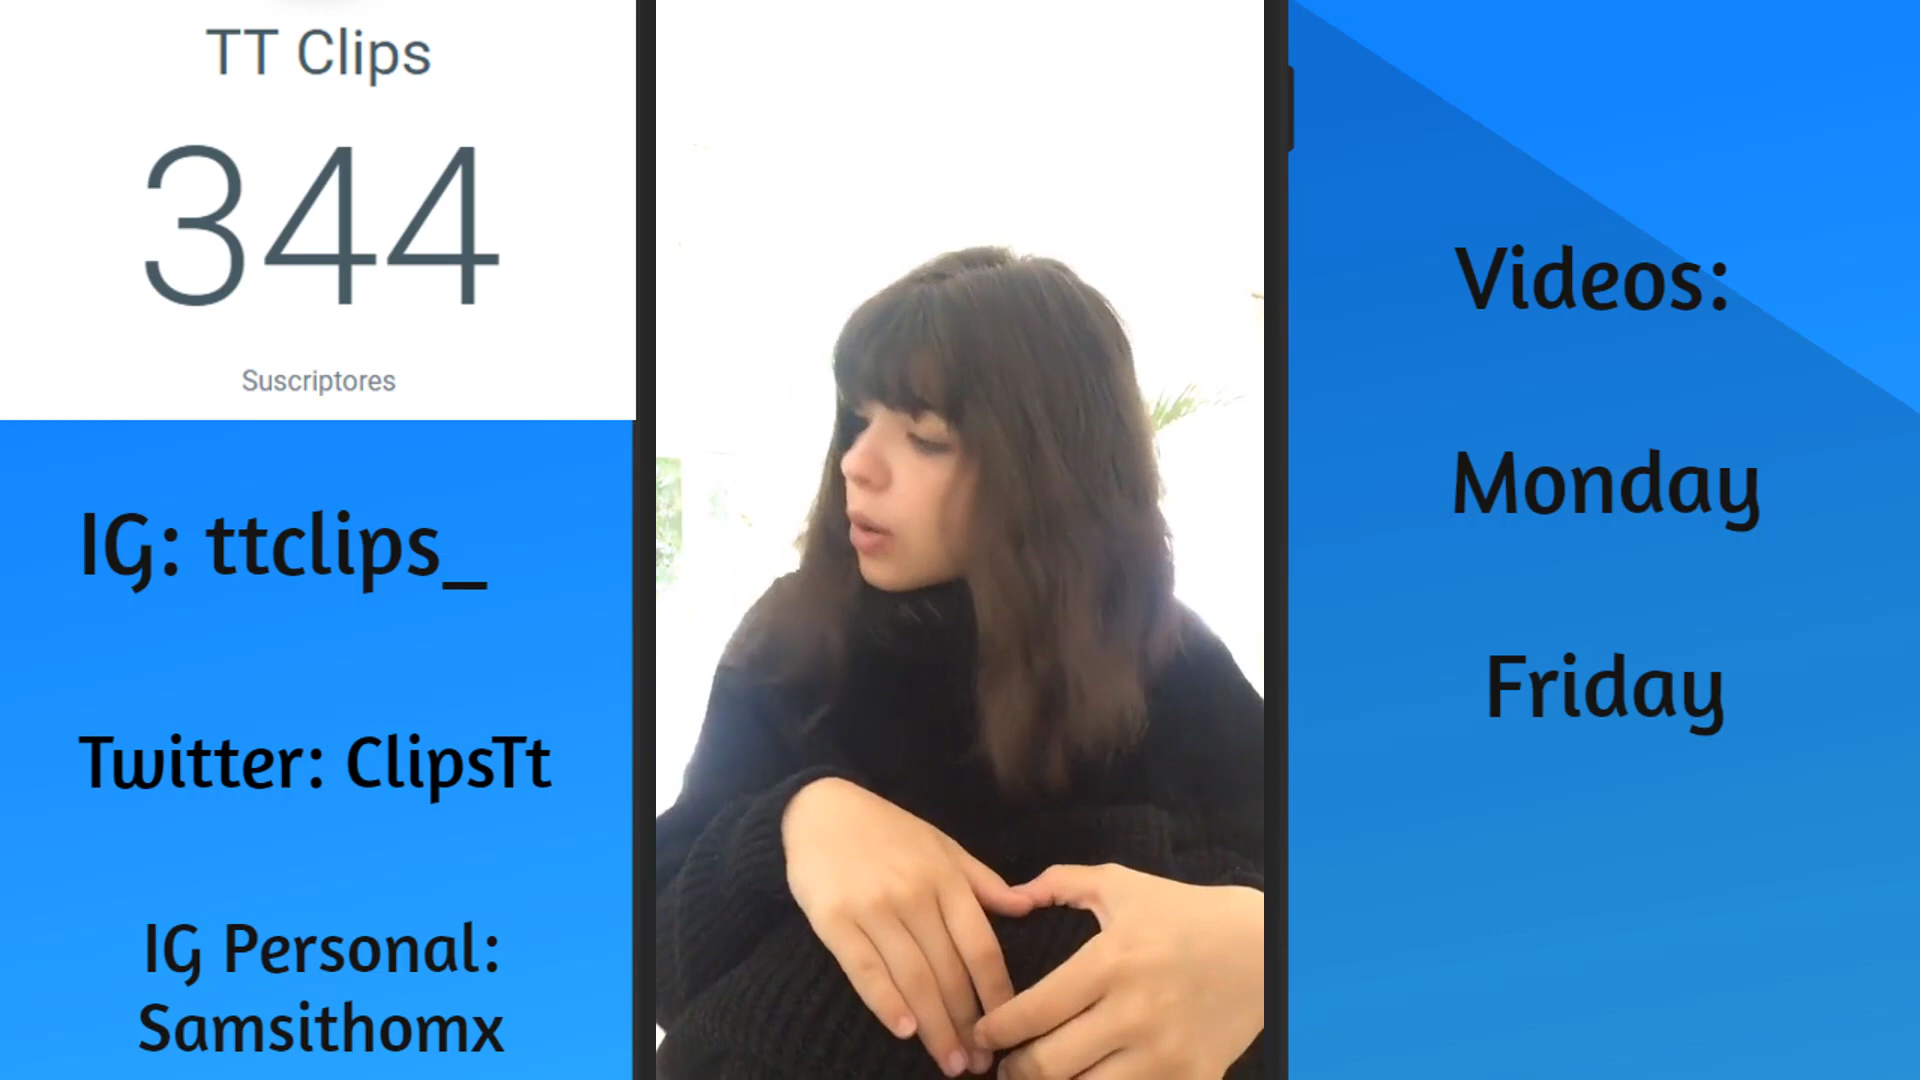 TT Clips
344
Suscriptores
IG: ttclips_
Twitter: ClipsTt
IG Personal:
Samsithomx
Videos:
Monday
Friday